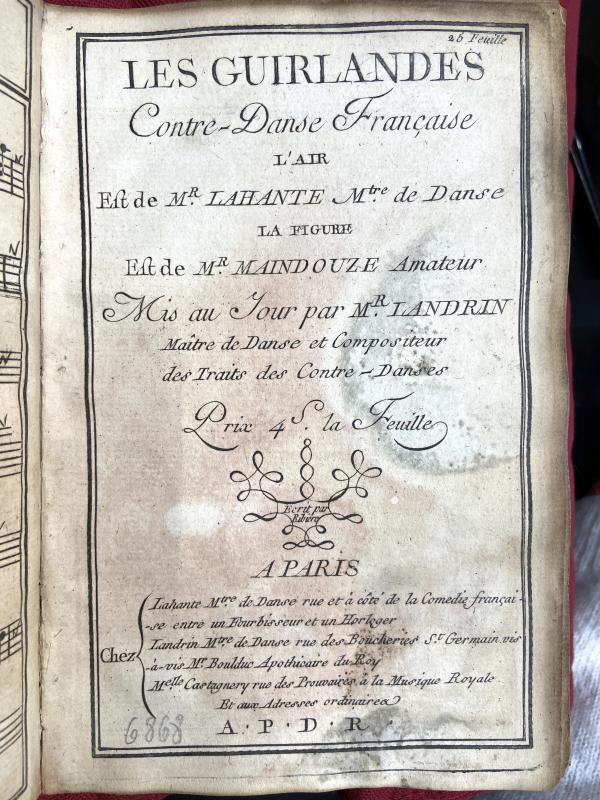 26 Feuille
LES GUIRLANDES
Contre-Danse Française
L'AIR
Est de MR. LAHANTE Mtre. de Danse
LA FIGURE
Est de MR. MAINDOUZE Amateur
Mis au Jour par MR. LANDRIN
Maître de Danse et Compositeur
des Traits des Contre-Danses
Prix 4 S. la Feuille
Ecrit par
Ribiere
A PARIS
Chez
Lahante Mtre. de Danse rue et à côté de la Comedie françai-
-se entre un Fourbisseur et un Horloger
Landrin Mtre de Danse rue des Boucheries St. Germain vis
-à-vis Mr. Boulduc Apothicaire du Roy
Melle Castagnery rue des Prouvaires à la Musique Royale
Et aux Adresses ordinaires
A . P . D . R .
6868